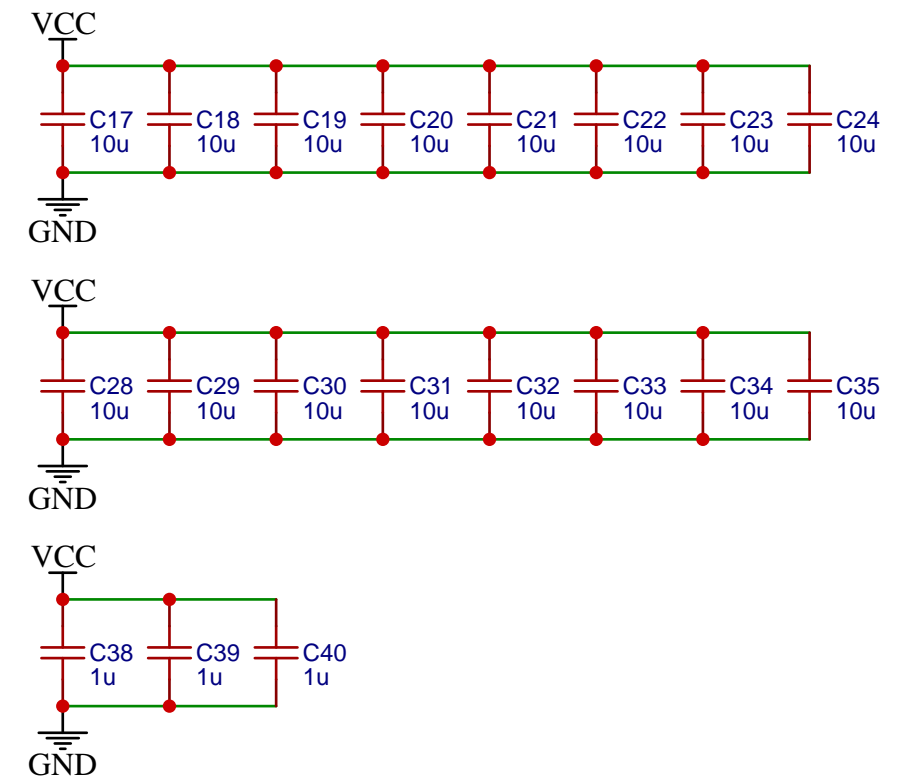 VCC
C17 C18 C19 C20 C21 C22 C23 C24
10u 10u 10u 10u 10u 10u 10u 10u
GND
VCC
C28 C29 C30 C31 C32 C33 C34 C35
10u 10u 10u 10u 10u 10u 10u 10u
GND
VCC
C38 C39 C40
1u 1u 1u
GND